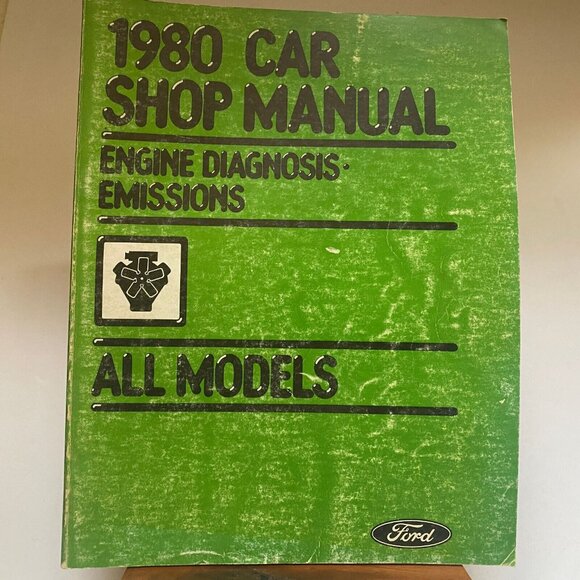 1980 CAR
SHOP MANUAL
ENGINE DIAGNOSIS·
EMISSIONS
ALL MODELS
Ford